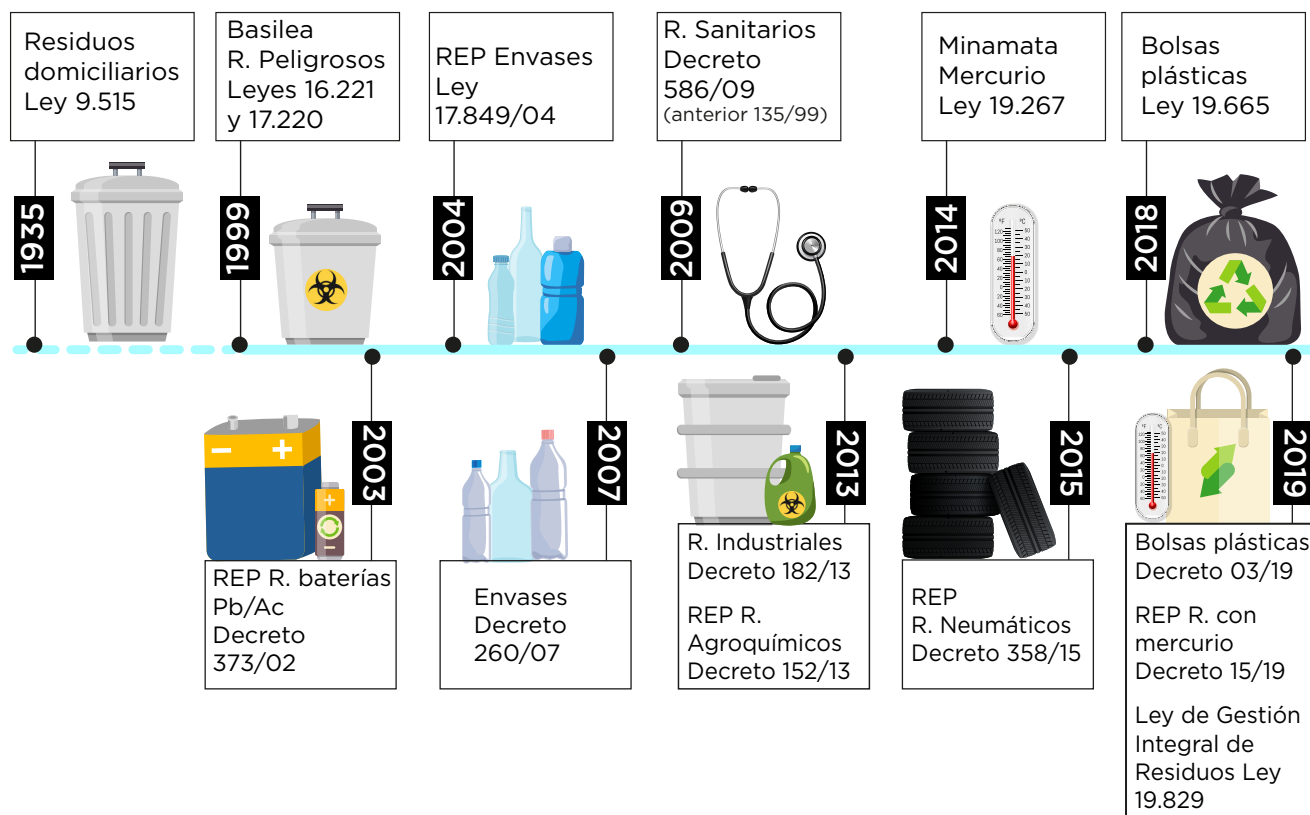 Residuos
domiciliarios
Ley 9.515
1935
Basilea
R. Peligrosos
Leyes 16.221
y 17.220
1999
REP Envases
Ley
17.849/04
2004
R. Sanitarios
Decreto
586/09
(anterior 135/99)
2009
Minamata
Mercurio
Ley 19.267
2014
Bolsas
plásticas
Ley 19.665
2018
2003
REP R. baterías
Pb/Ac
Decreto
373/02
2007
Envases
Decreto
260/07
2013
R. Industriales
Decreto 182/13
REP R.
Agroquímicos
Decreto 152/13
2015
REP
R. Neumáticos
Decreto 358/15
2019
Bolsas plásticas
Decreto 03/19
REP R. con
mercurio
Decreto 15/19
Ley de Gestión
Integral de
Residuos Ley
19.829